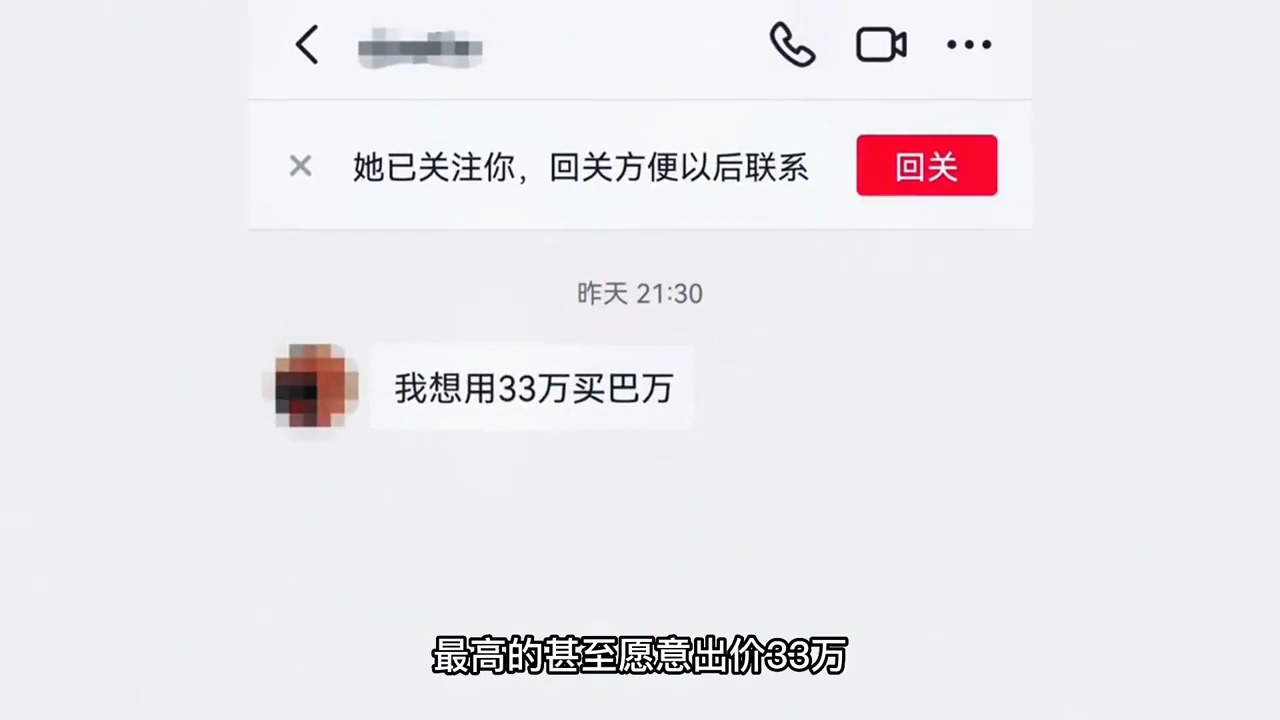 她已关注你，回关方便以后联系
回关
昨天 21:30
我想用33万买巴万
最高的甚至愿意出价33万